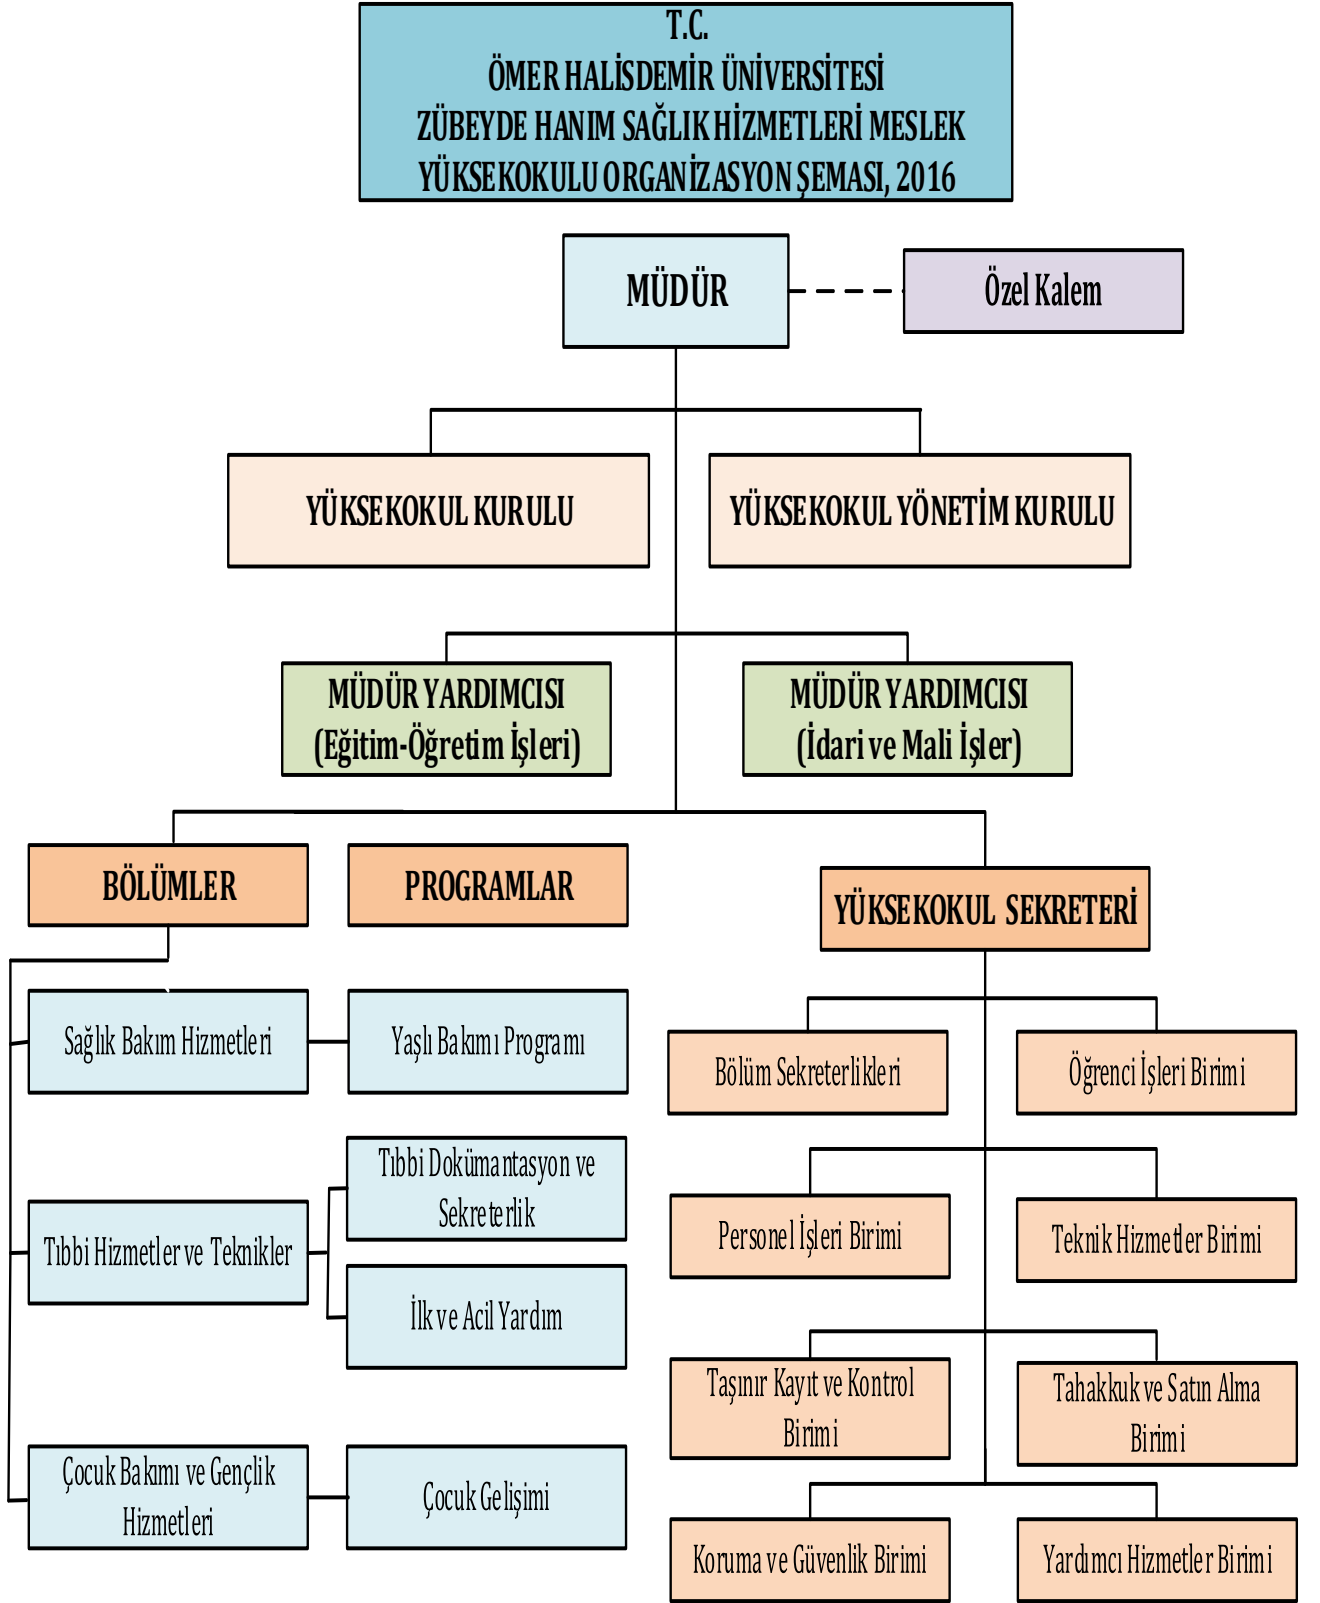 T.C.
ÖMER HALİSDEMİR ÜNİVERSİTESİ
ZÜBEYDE HANIM SAĞLIK HİZMETLERİ MESLEK
YÜKSEKOKULU ORGANİZASYON ŞEMASI, 2016
MÜDÜR
Özel Kalem
YÜKSEKOKUL KURULU
YÜKSEKOKUL YÖNETİM KURULU
MÜDÜR YARDIMCISI
(Eğitim-Öğretim İşleri)
MÜDÜR YARDIMCISI
(İdari ve Mali İşler)
BÖLÜMLER
PROGRAMLAR
YÜKSEKOKUL SEKRETERİ
Sağlık Bakım Hizmetleri
Yaşlı Bakımı Programı
Tıbbi Hizmetler ve Teknikler
Tıbbi Dokümantasyon ve
Sekreterlik
İlk ve Acil Yardım
Çocuk Bakımı ve Gençlik
Hizmetleri
Çocuk Gelişimi
Bölüm Sekreterlikleri
Öğrenci İşleri Birimi
Personel İşleri Birimi
Teknik Hizmetler Birimi
Taşınır Kayıt ve Kontrol
Birimi
Tahakkuk ve Satın Alma
Birimi
Koruma ve Güvenlik Birimi
Yardımcı Hizmetler Birimi